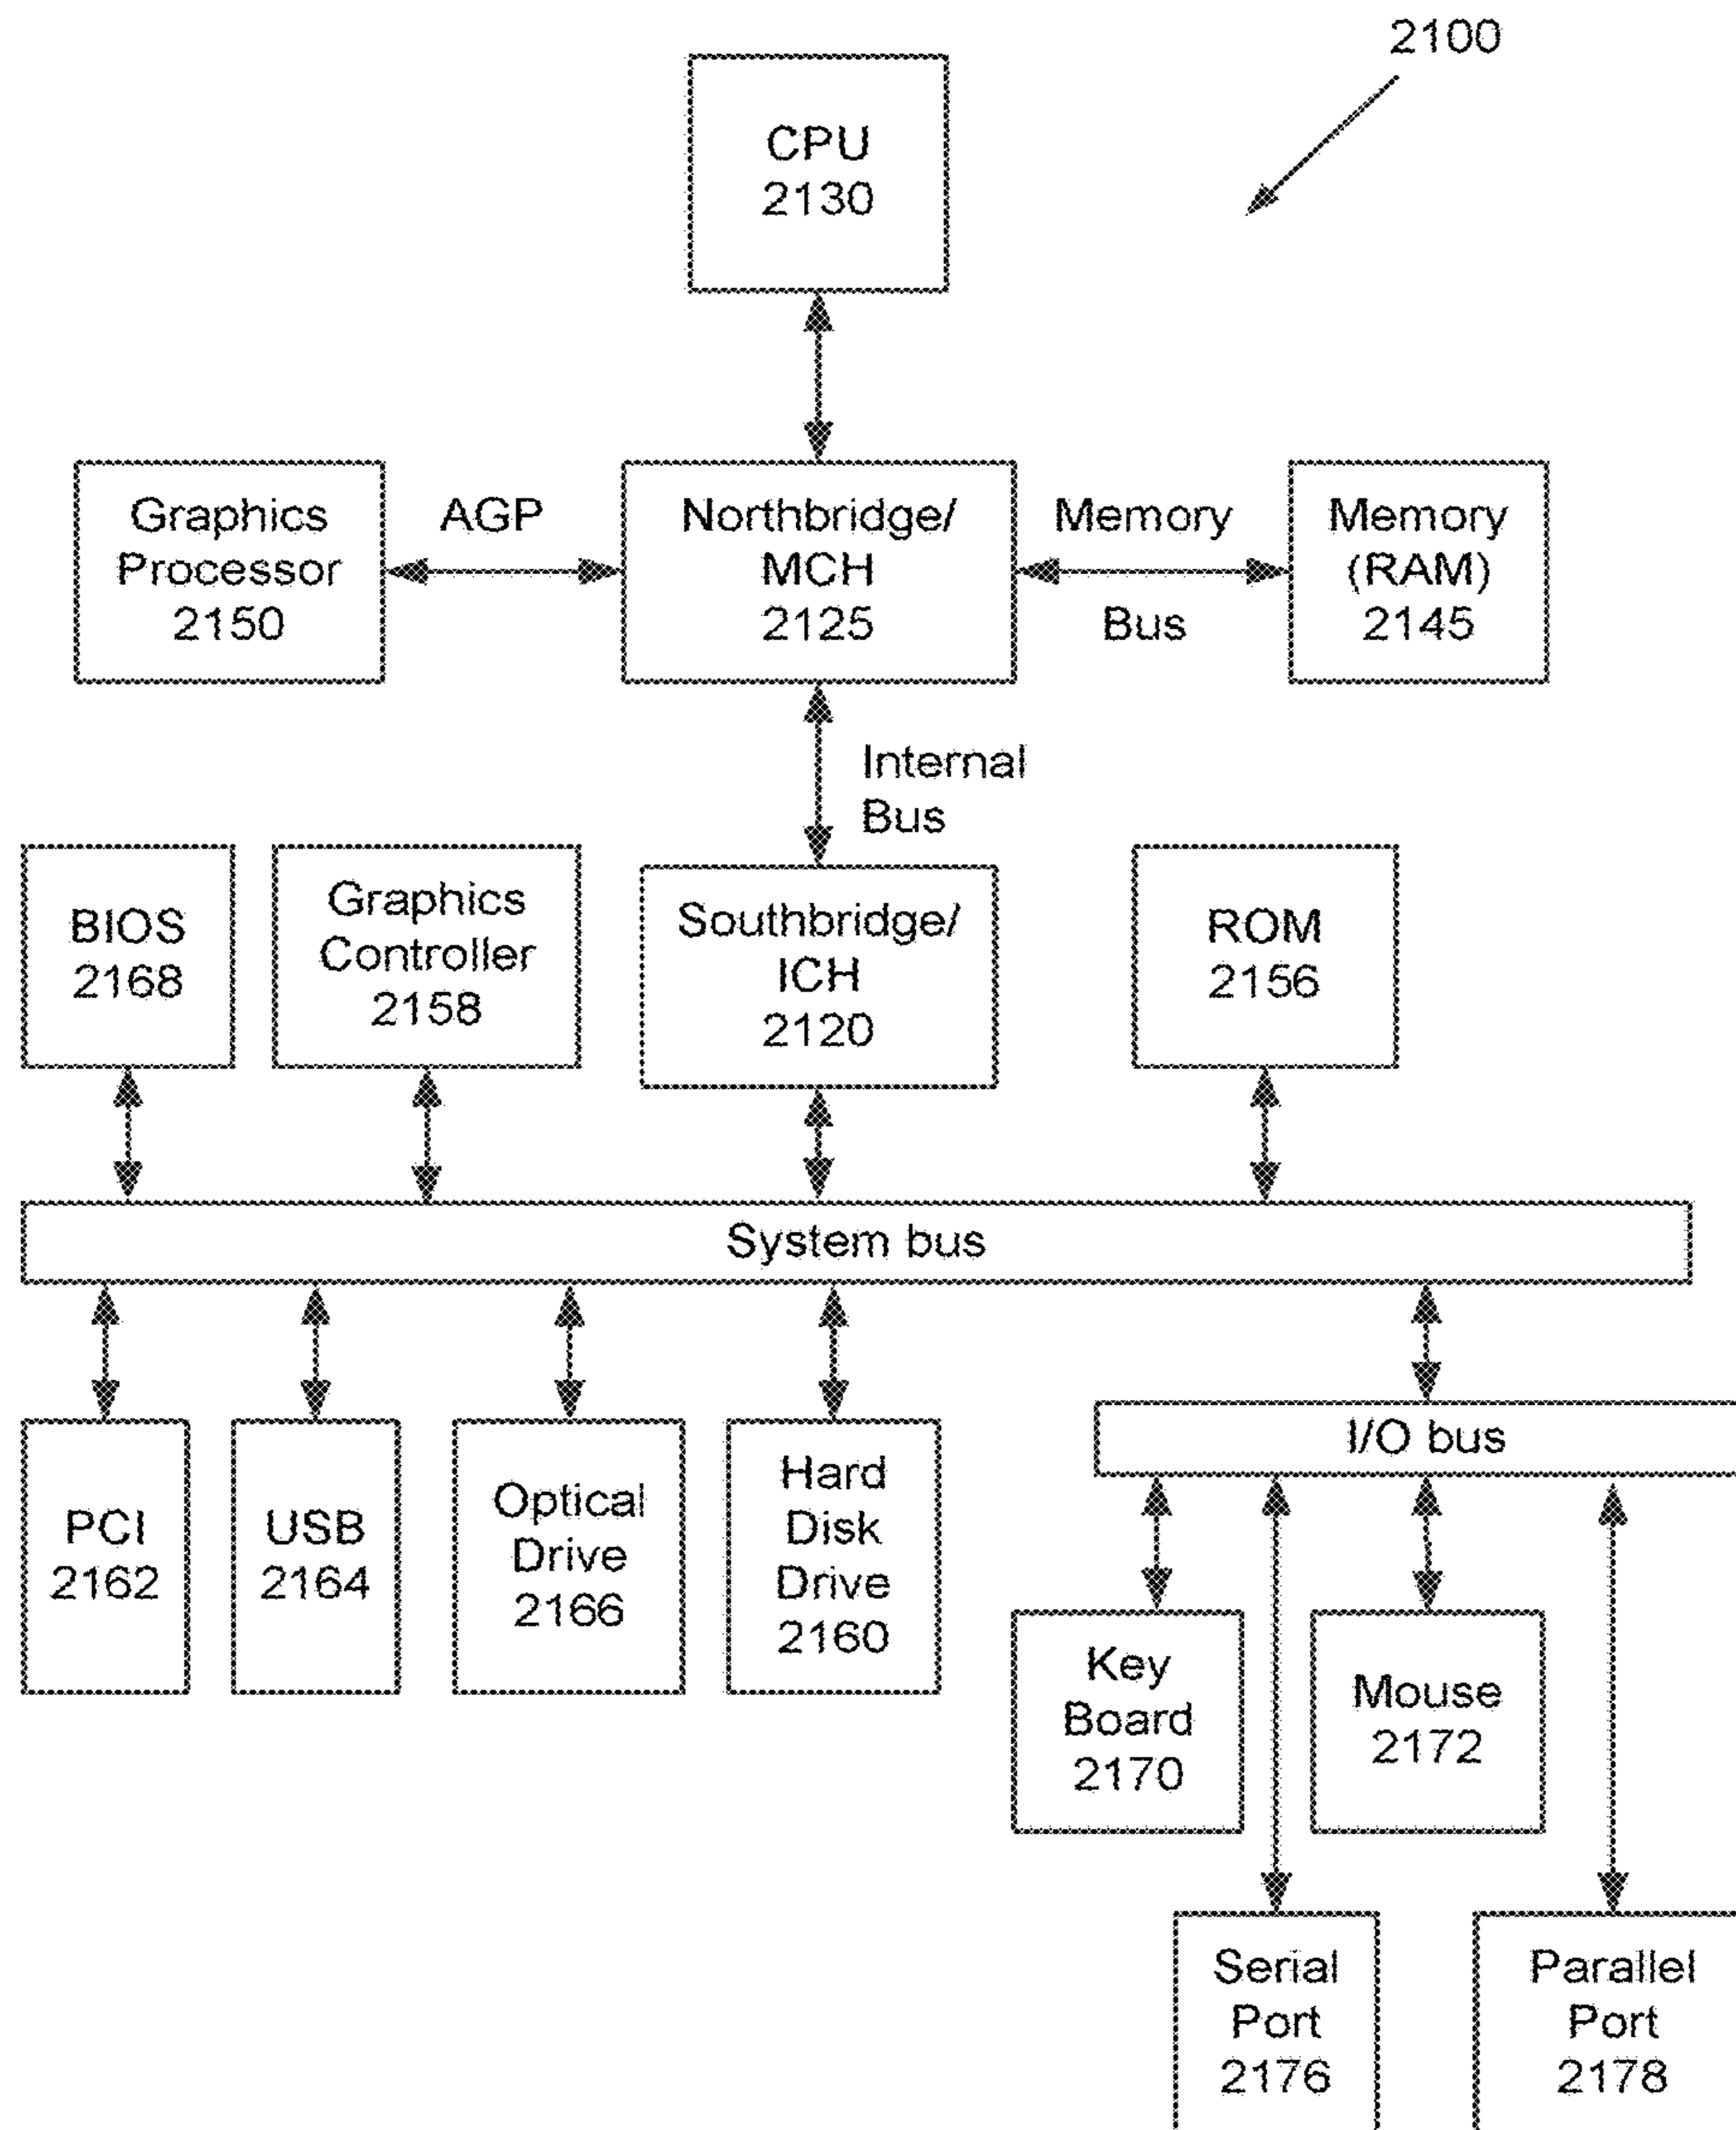 2100
CPU
2130
Graphics
Processor
2150
AGP
Northbridge/
MCH
2125
Memory
Bus
Memory
(RAM)
2145
Internal
Bus
BIOS
2168
Graphics
Controller
2158
Southbridge/
ICH
2120
ROM
2156
System bus
PCI
2162
USB
2164
Optical
Drive
2166
Hard
Disk
Drive
2160
I/O bus
Key
Board
2170
Mouse
2172
Serial
Port
2176
Parallel
Port
2178